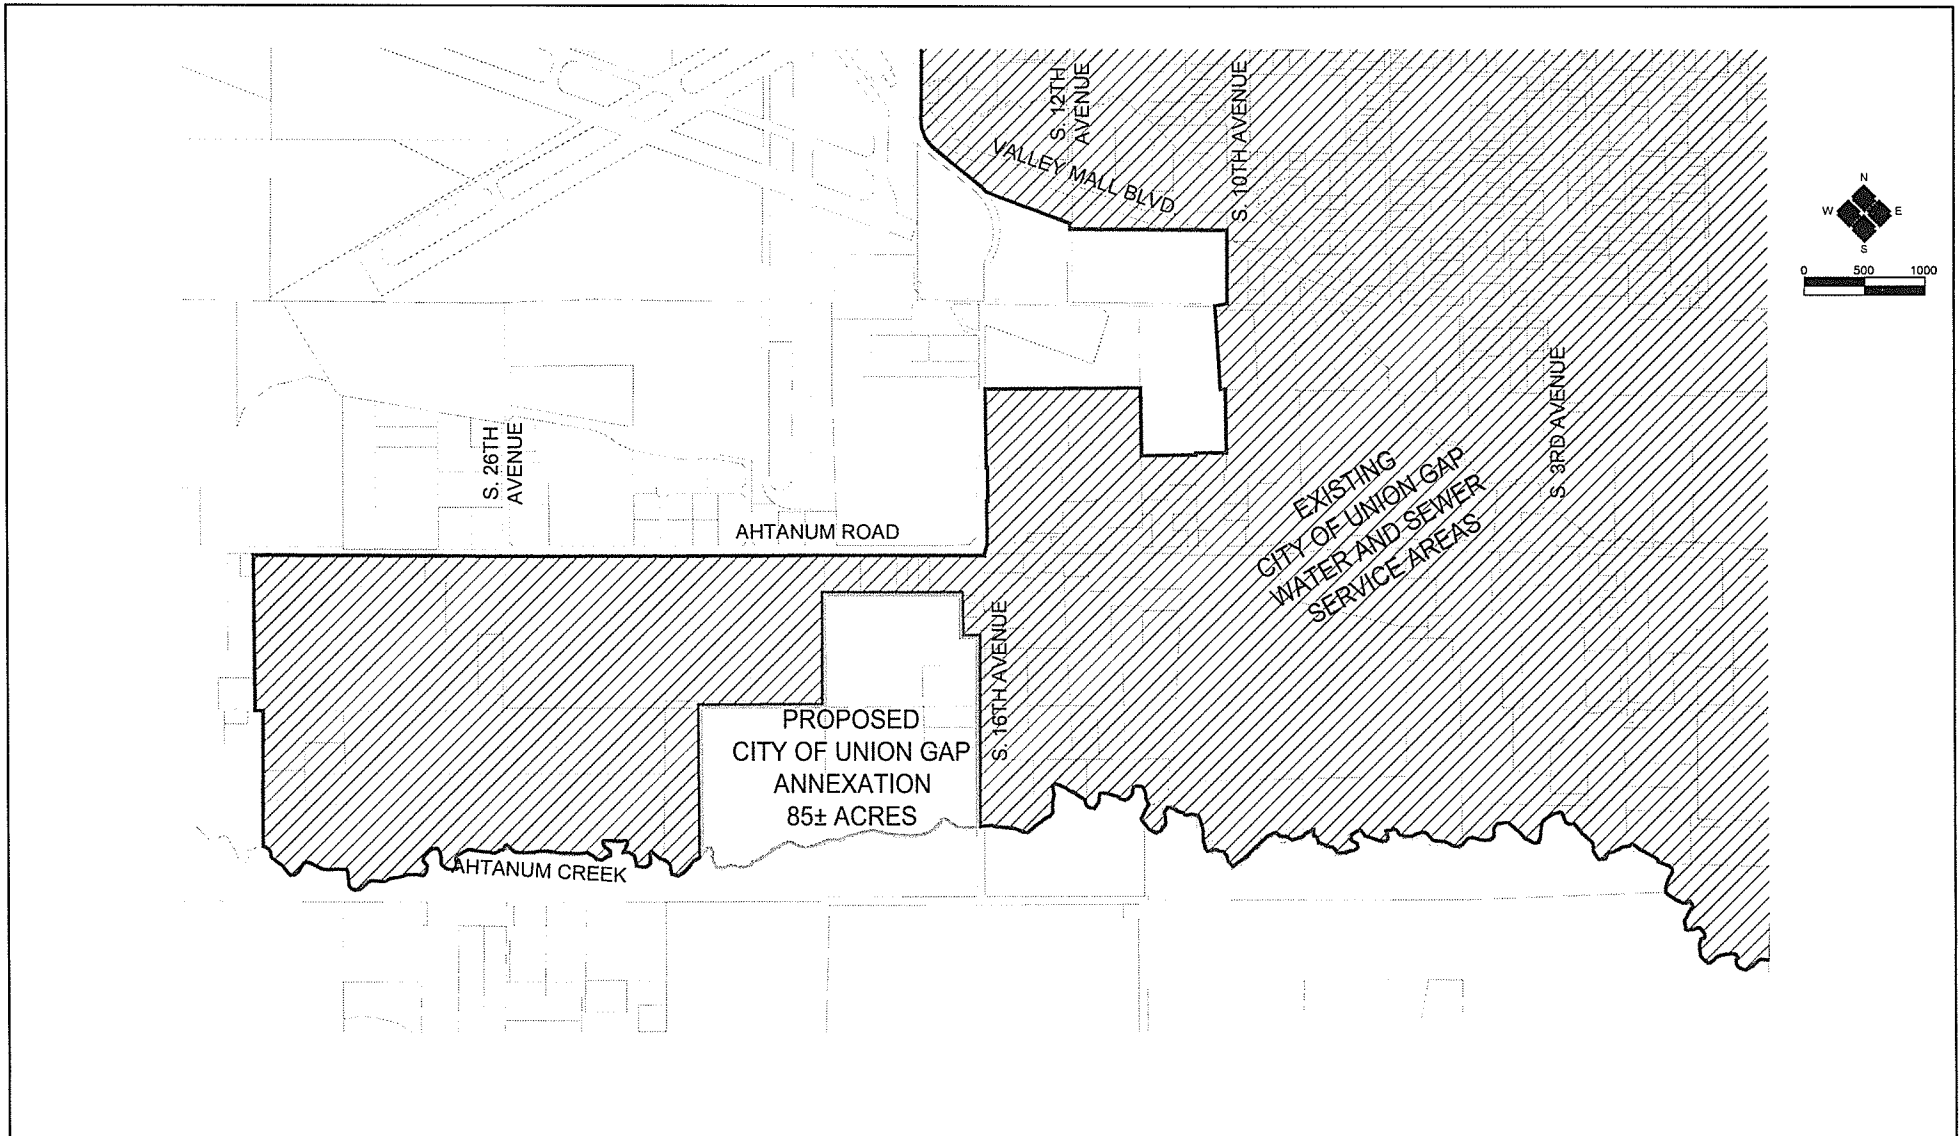 S. 12TH
AVENUE
S. 10TH AVENUE
VALLEY MALL BLVD
N
W
E
S
0 500 1000
S. 3RD AVENUE
S. 26TH
AVENUE
EXISTING
CITY OF UNION GAP
WATER AND SEWER
SERVICE AREAS
AHTANUM ROAD
S. 16TH AVENUE
PROPOSED
CITY OF UNION GAP
ANNEXATION
85± ACRES
AHTANUM CREEK